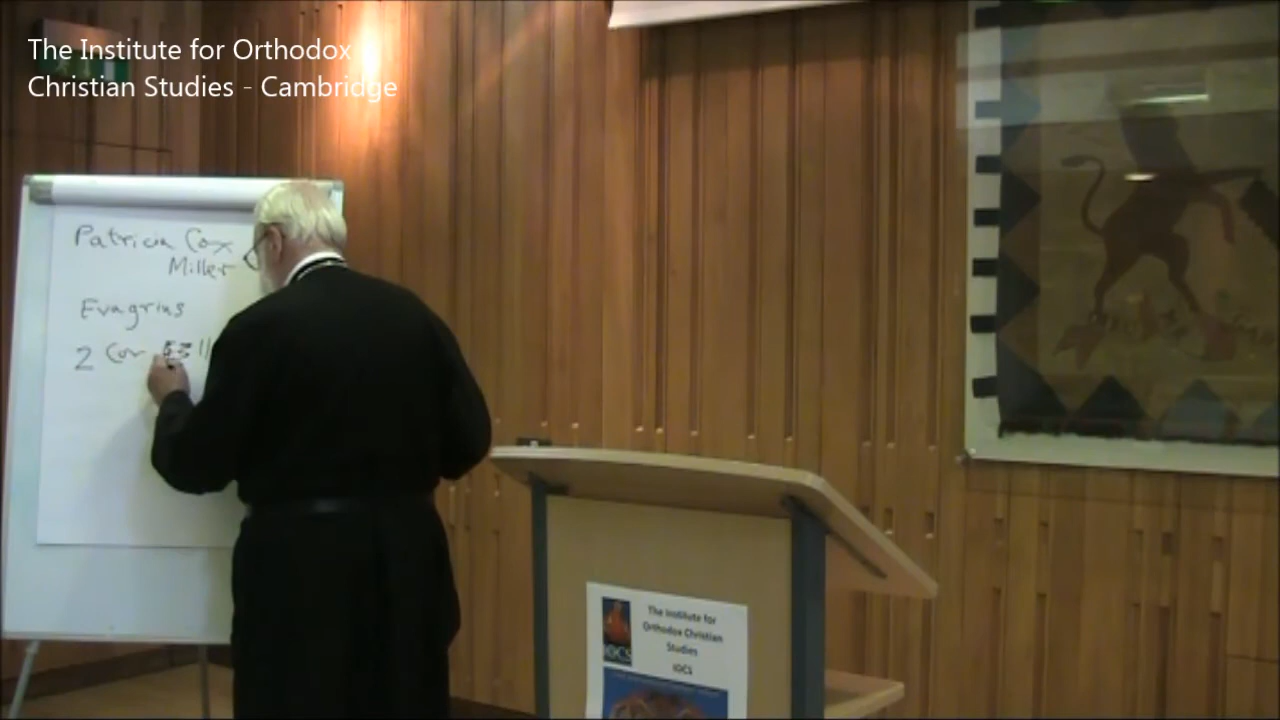 The Institute for Orthodox
Christian Studies - Cambridge
Patricia Cox
Miller
Evagrius
2 Cor
The Institute for
Orthodox Christian
Studies
IOCS
IOCS